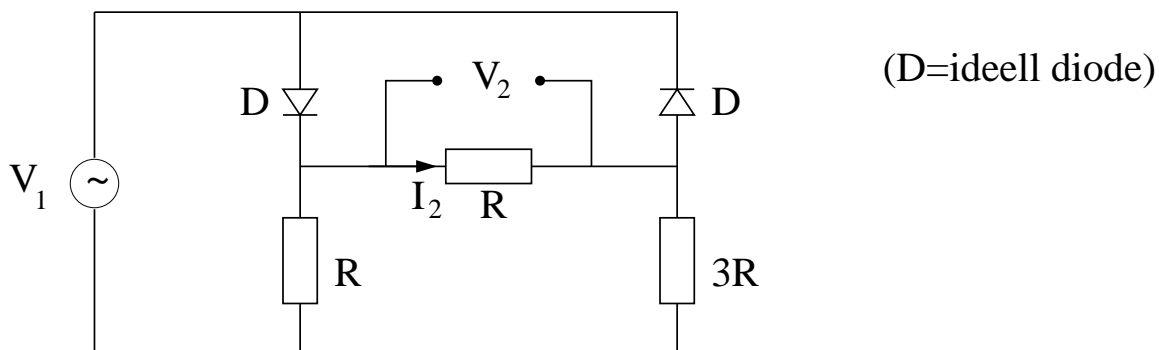 (D=ideell diode)
V₂
D
D
V₁
~
I₂
R
R
3R